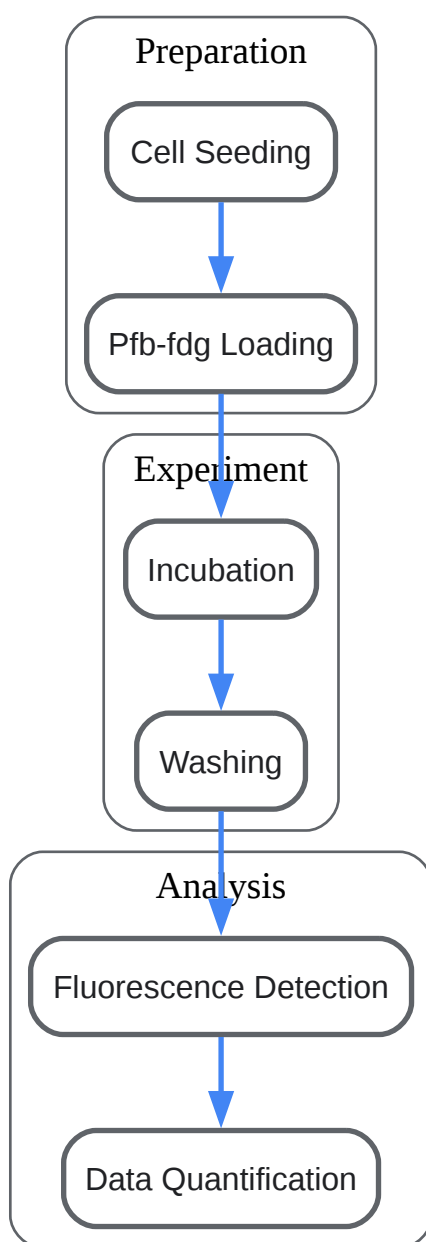 Preparation
Cell Seeding
Pfb-fdg Loading
Experiment
Incubation
Washing
Analysis
Fluorescence Detection
Data Quantification